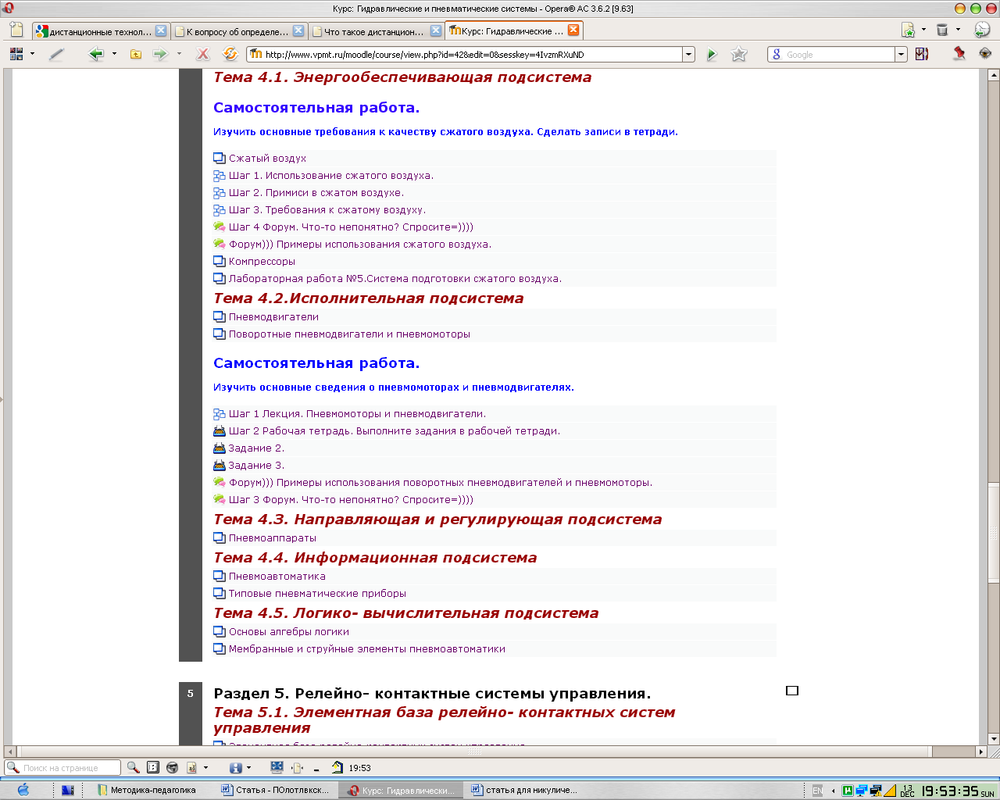 Курс: Гидравлические и пневматические системы - Opera® AC 3.6.2 [9.63]
дистанционные технол...
К вопросу об определе...
Что такое дистанцион...
Курс: Гидравлические ...
http://www.vpmt.ru/moodle/course/view.php?id=42&edit=0&sesskey=4IvzmRXuND
Google
Тема 4.1. Энергообеспечивающая подсистема
Самостоятельная работа.
Изучить основные требования к качеству сжатого воздуха. Сделать записи в тетради.
Сжатый воздух
Шаг 1. Использование сжатого воздуха.
Шаг 2. Примиси в сжатом воздухе.
Шаг 3. Требования к сжатому воздуху.
Шаг 4 Форум. Что-то непонятно? Спросите=))))
Форум))) Примеры использования сжатого воздуха.
Компрессоры
Лабораторная работа №5.Система подготовки сжатого воздуха.
Тема 4.2.Исполнительная подсистема
Пневмодвигатели
Поворотные пневмодвигатели и пневмомоторы
Самостоятельная работа.
Изучить основные сведения о пневмомоторах и пневмодвигателях.
Шаг 1 Лекция. Пневмомоторы и пневмодвигатели.
Шаг 2 Рабочая тетрадь. Выполните задания в рабочей тетради.
Задание 2.
Задание 3.
Форум))) Примеры использования поворотных пневмодвигателей и пневмомоторы.
Шаг 3 Форум. Что-то непонятно? Спросите=))))
Тема 4.3. Направляющая и регулирующая подсистема
Пневмоаппараты
Тема 4.4. Информационная подсистема
Пневмоавтоматика
Типовые пневматические приборы
Тема 4.5. Логико- вычислительная подсистема
Основы алгебры логики
Мембранные и струйные элементы пневмоавтоматики
5
Раздел 5. Релейно- контактные системы управления.
Тема 5.1. Элементная база релейно- контактных систем
управления
Поиск на странице
19:53
Методика-педагогика
Статья - ПОлотлвкск...
Курс: Гидравлически...
статья для никуличе...
EN
13 DEC
19:53:35 SUN